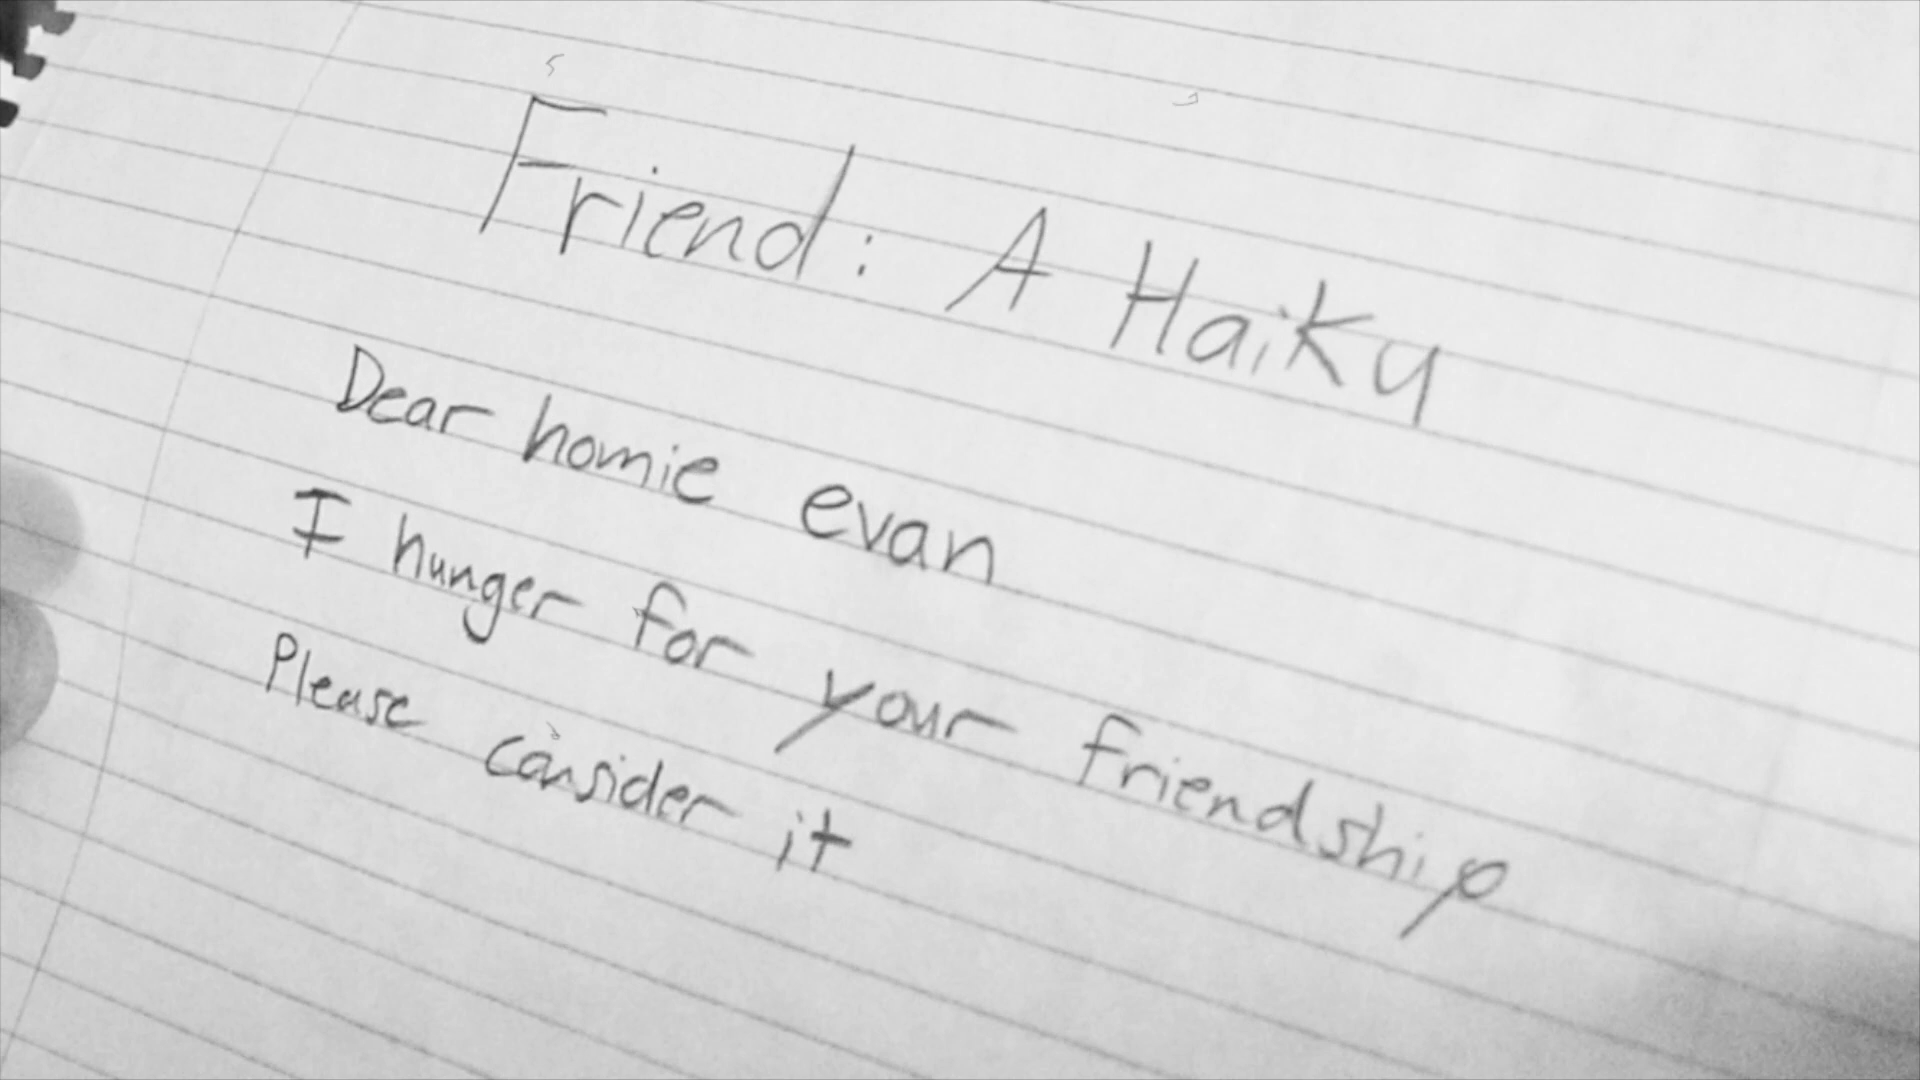 Friend: A Haiku
Dear homie evan
I hunger for your friendship
Please consider it